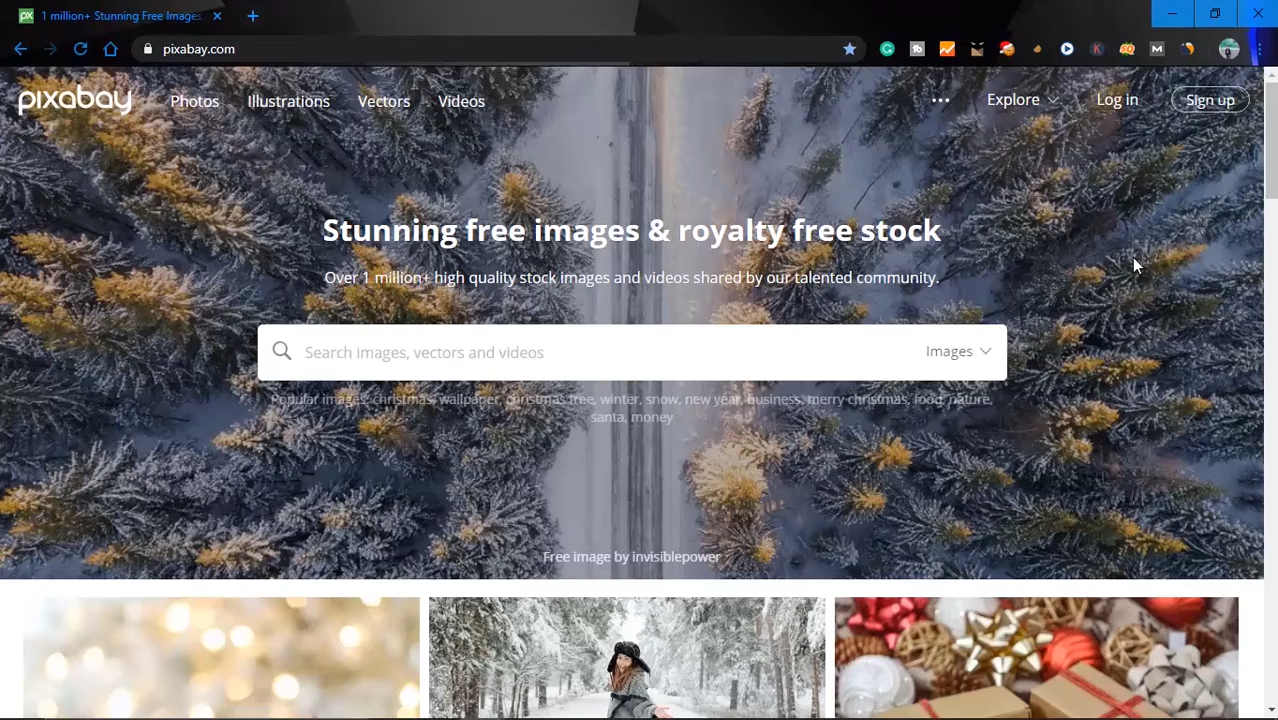 px 1 million+ Stunning Free Images
pixabay.com
pixabay Photos Illustrations Vectors Videos ••• Explore Log in Sign up
Stunning free images & royalty free stock
Over 1 million+ high quality stock images and videos shared by our talented community.
Search images, vectors and videos Images
Popular images: christmas, wallpaper, christmas tree, winter, snow, new year, business, merry christmas, food, nature,
santa, money
Free image by invisiblepower